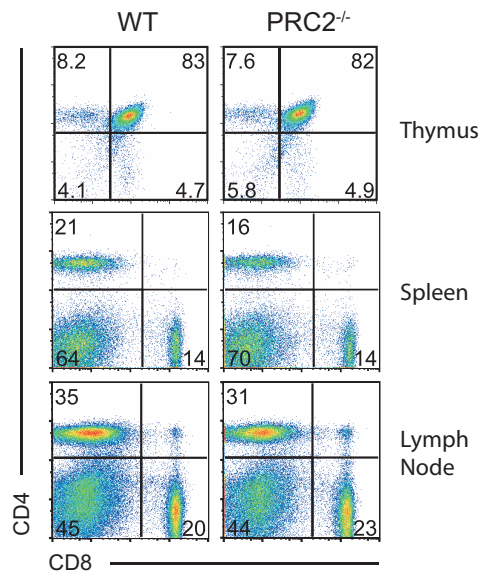 WT PRC2-/-
8.2 83 7.6 82
Thymus
4.1 4.7 5.8 4.9
21 16
Spleen
64 14 70 14
35 31
Lymph
Node
45 20 44 23
CD4
CD8